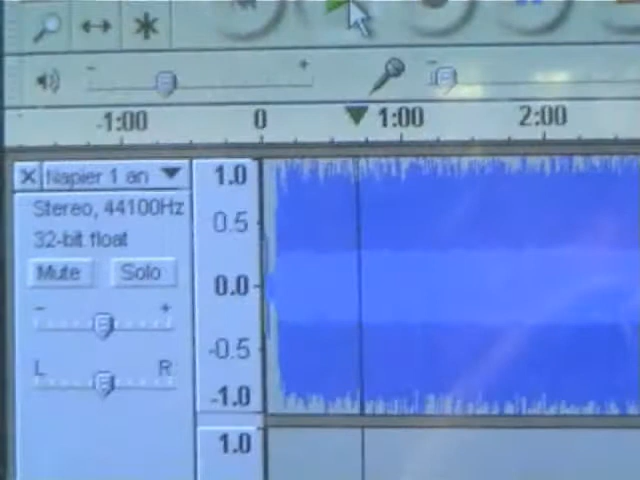 - +
-
-1:00 0 1:00 2:00
X Napier 1 an 1.0
Stereo, 44100Hz 0.5
32-bit float
Mute Solo 0.0
- +
-0.5
L R
-1.0
1.0